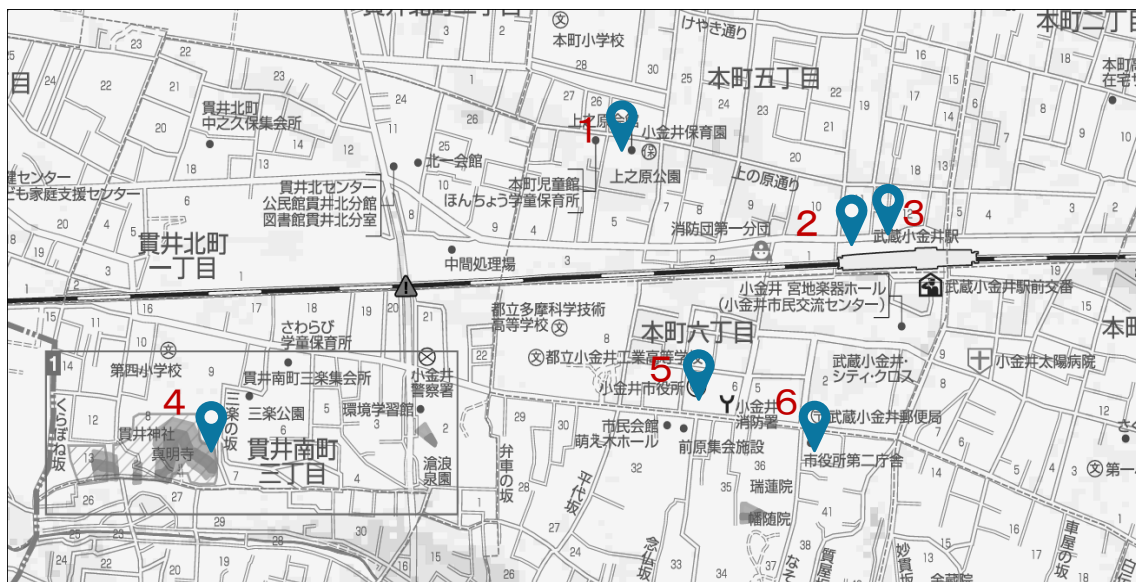 けやき通り
本町小学校
本町五丁目
貫井北町
中之久保集会所
1
小金井保育園
上之原公園
北一会館
貫井北センター
公民館貫井北分館
図書館貫井北分室
本町児童館
ほんちょう学童保育所
上の原通り
消防団第一分団
2
3
武蔵小金井駅
貫井北町
一丁目
中間処理場
小金井 宮地楽器ホール
(小金井市民交流センター)
武蔵小金井駅前交番
都立多摩科学技術
高等学校
本町六丁目
さわらび
学童保育所
第四小学校
貫井南町三楽集会所
小金井
警察署
都立小金井工業高等学校
5
小金井市役所
武蔵小金井・
シティ・クロス
小金井太陽病院
くらぼね坂
4
三楽の坂
三楽公園
環境学習館
貫井神社
真明寺
貫井南町
三丁目
滄浪
泉園
弁車の坂
市民会館
萌え木ホール
小金井
消防署
前原集会施設
6
武蔵小金井郵便局
市役所第二庁舎
平代坂
瑞蓮院
幡随院
念仏坂
質屋坂
妙貫坂
車屋の坂
金蔵院